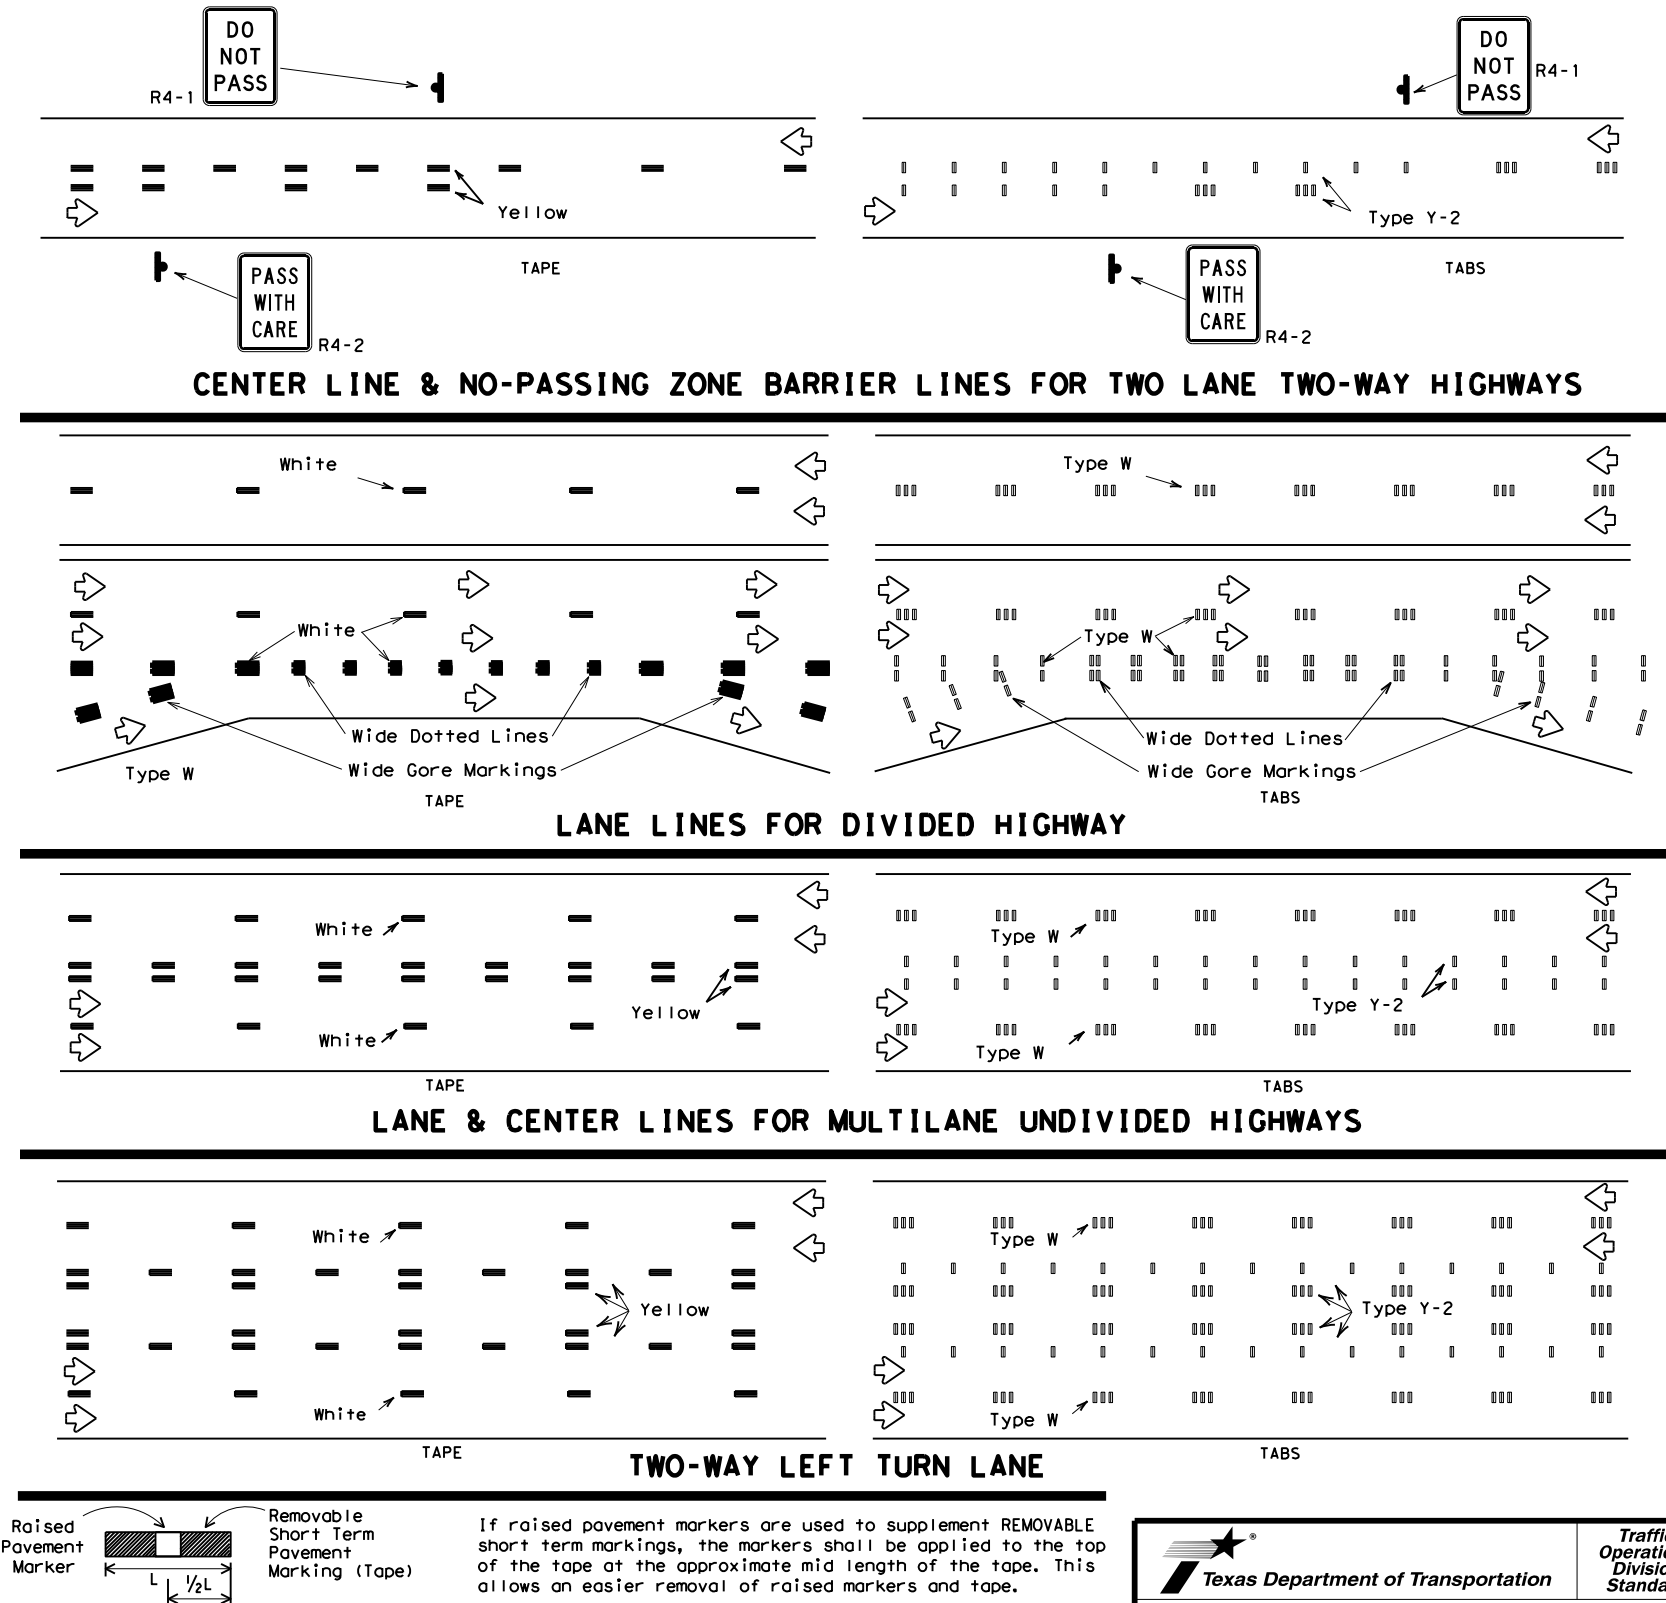 DO
NOT
PASS
R4-1
DO
NOT
PASS
R4-1
Yellow
Type Y-2
PASS
WITH
CARE
R4-2
TAPE
PASS
WITH
CARE
R4-2
TABS
CENTER LINE & NO-PASSING ZONE BARRIER LINES FOR TWO LANE TWO-WAY HIGHWAYS
White
Type W
White
Type W
Wide Dotted Lines
Wide Dotted Lines
Type W
Wide Gore Markings
Wide Gore Markings
TAPE
TABS
LANE LINES FOR DIVIDED HIGHWAY
White
Type W
Yellow
Type Y-2
White
Type W
TAPE
TABS
LANE & CENTER LINES FOR MULTILANE UNDIVIDED HIGHWAYS
White
Type W
Yellow
Type Y-2
White
Type W
TAPE
TABS
TWO-WAY LEFT TURN LANE
Raised
Pavement
Marker
Removable
Short Term
Pavement
Marking (Tape)
L
½L
If raised pavement markers are used to supplement REMOVABLE
short term markings, the markers shall be applied to the top
of the tape at the approximate mid length of the tape. This
allows an easier removal of raised markers and tape.
®
Texas Department of Transportation